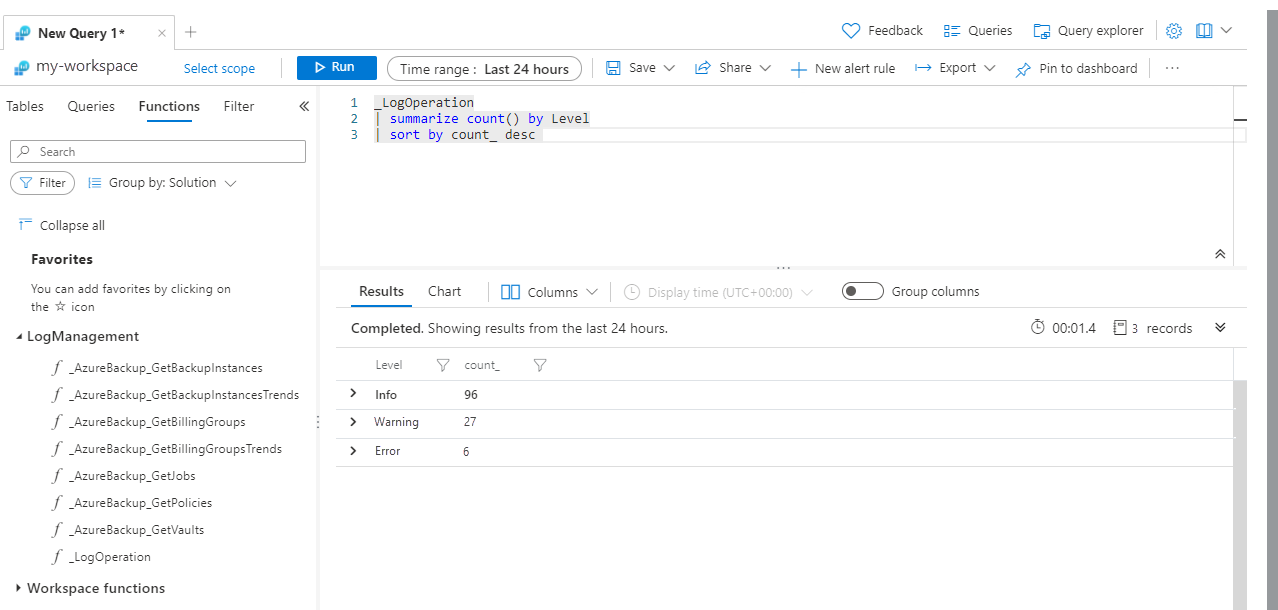 New Query 1*
Feedback Queries Query explorer
my-workspace Select scope Run Time range : Last 24 hours Save Share New alert rule Export Pin to dashboard ...
Tables Queries Functions Filter «
Search
Filter Group by: Solution
Collapse all
Favorites
You can add favorites by clicking on
the ☆ icon
LogManagement
f _AzureBackup_GetBackupInstances
f _AzureBackup_GetBackupInstancesTrends
f _AzureBackup_GetBillingGroups
f _AzureBackup_GetBillingGroupsTrends
f _AzureBackup_GetJobs
f _AzureBackup_GetPolicies
f _AzureBackup_GetVaults
f _LogOperation
Workspace functions
1 _LogOperation
2 | summarize count() by Level
3 | sort by count_ desc
Results Chart Columns Display time (UTC+00:00) Group columns
Completed. Showing results from the last 24 hours. 00:01.4 3 records
Level count_
Info 96
Warning 27
Error 6